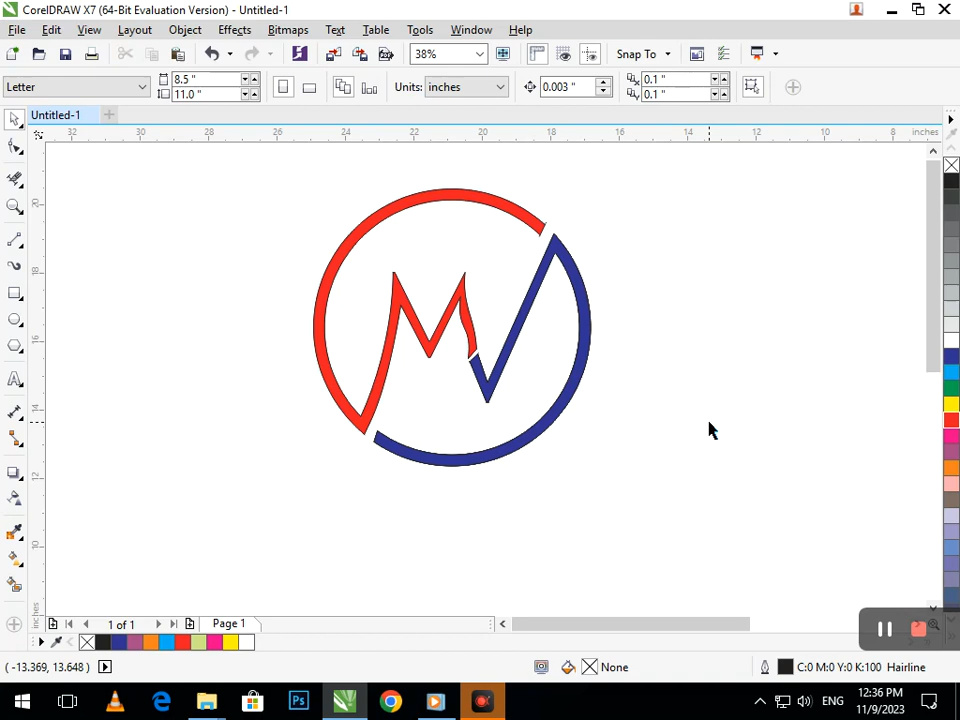 CorelDRAW X7 (64-Bit Evaluation Version) - Untitled-1
File Edit View Layout Object Effects Bitmaps Text Table Tools Window Help
38% Snap To
Letter 8.5 " 11.0 " Units: inches 0.003 " 0.1 " 0.1 "
Untitled-1
32 30 28 26 24 22 20 18 16 14 12 10 8 inches
20
18
16
14
12
10
inches
MV
1 of 1 Page 1
( -13.369, 13.648 ) None C:0 M:0 Y:0 K:100 Hairline
Ps ENG 12:36 PM
11/9/2023